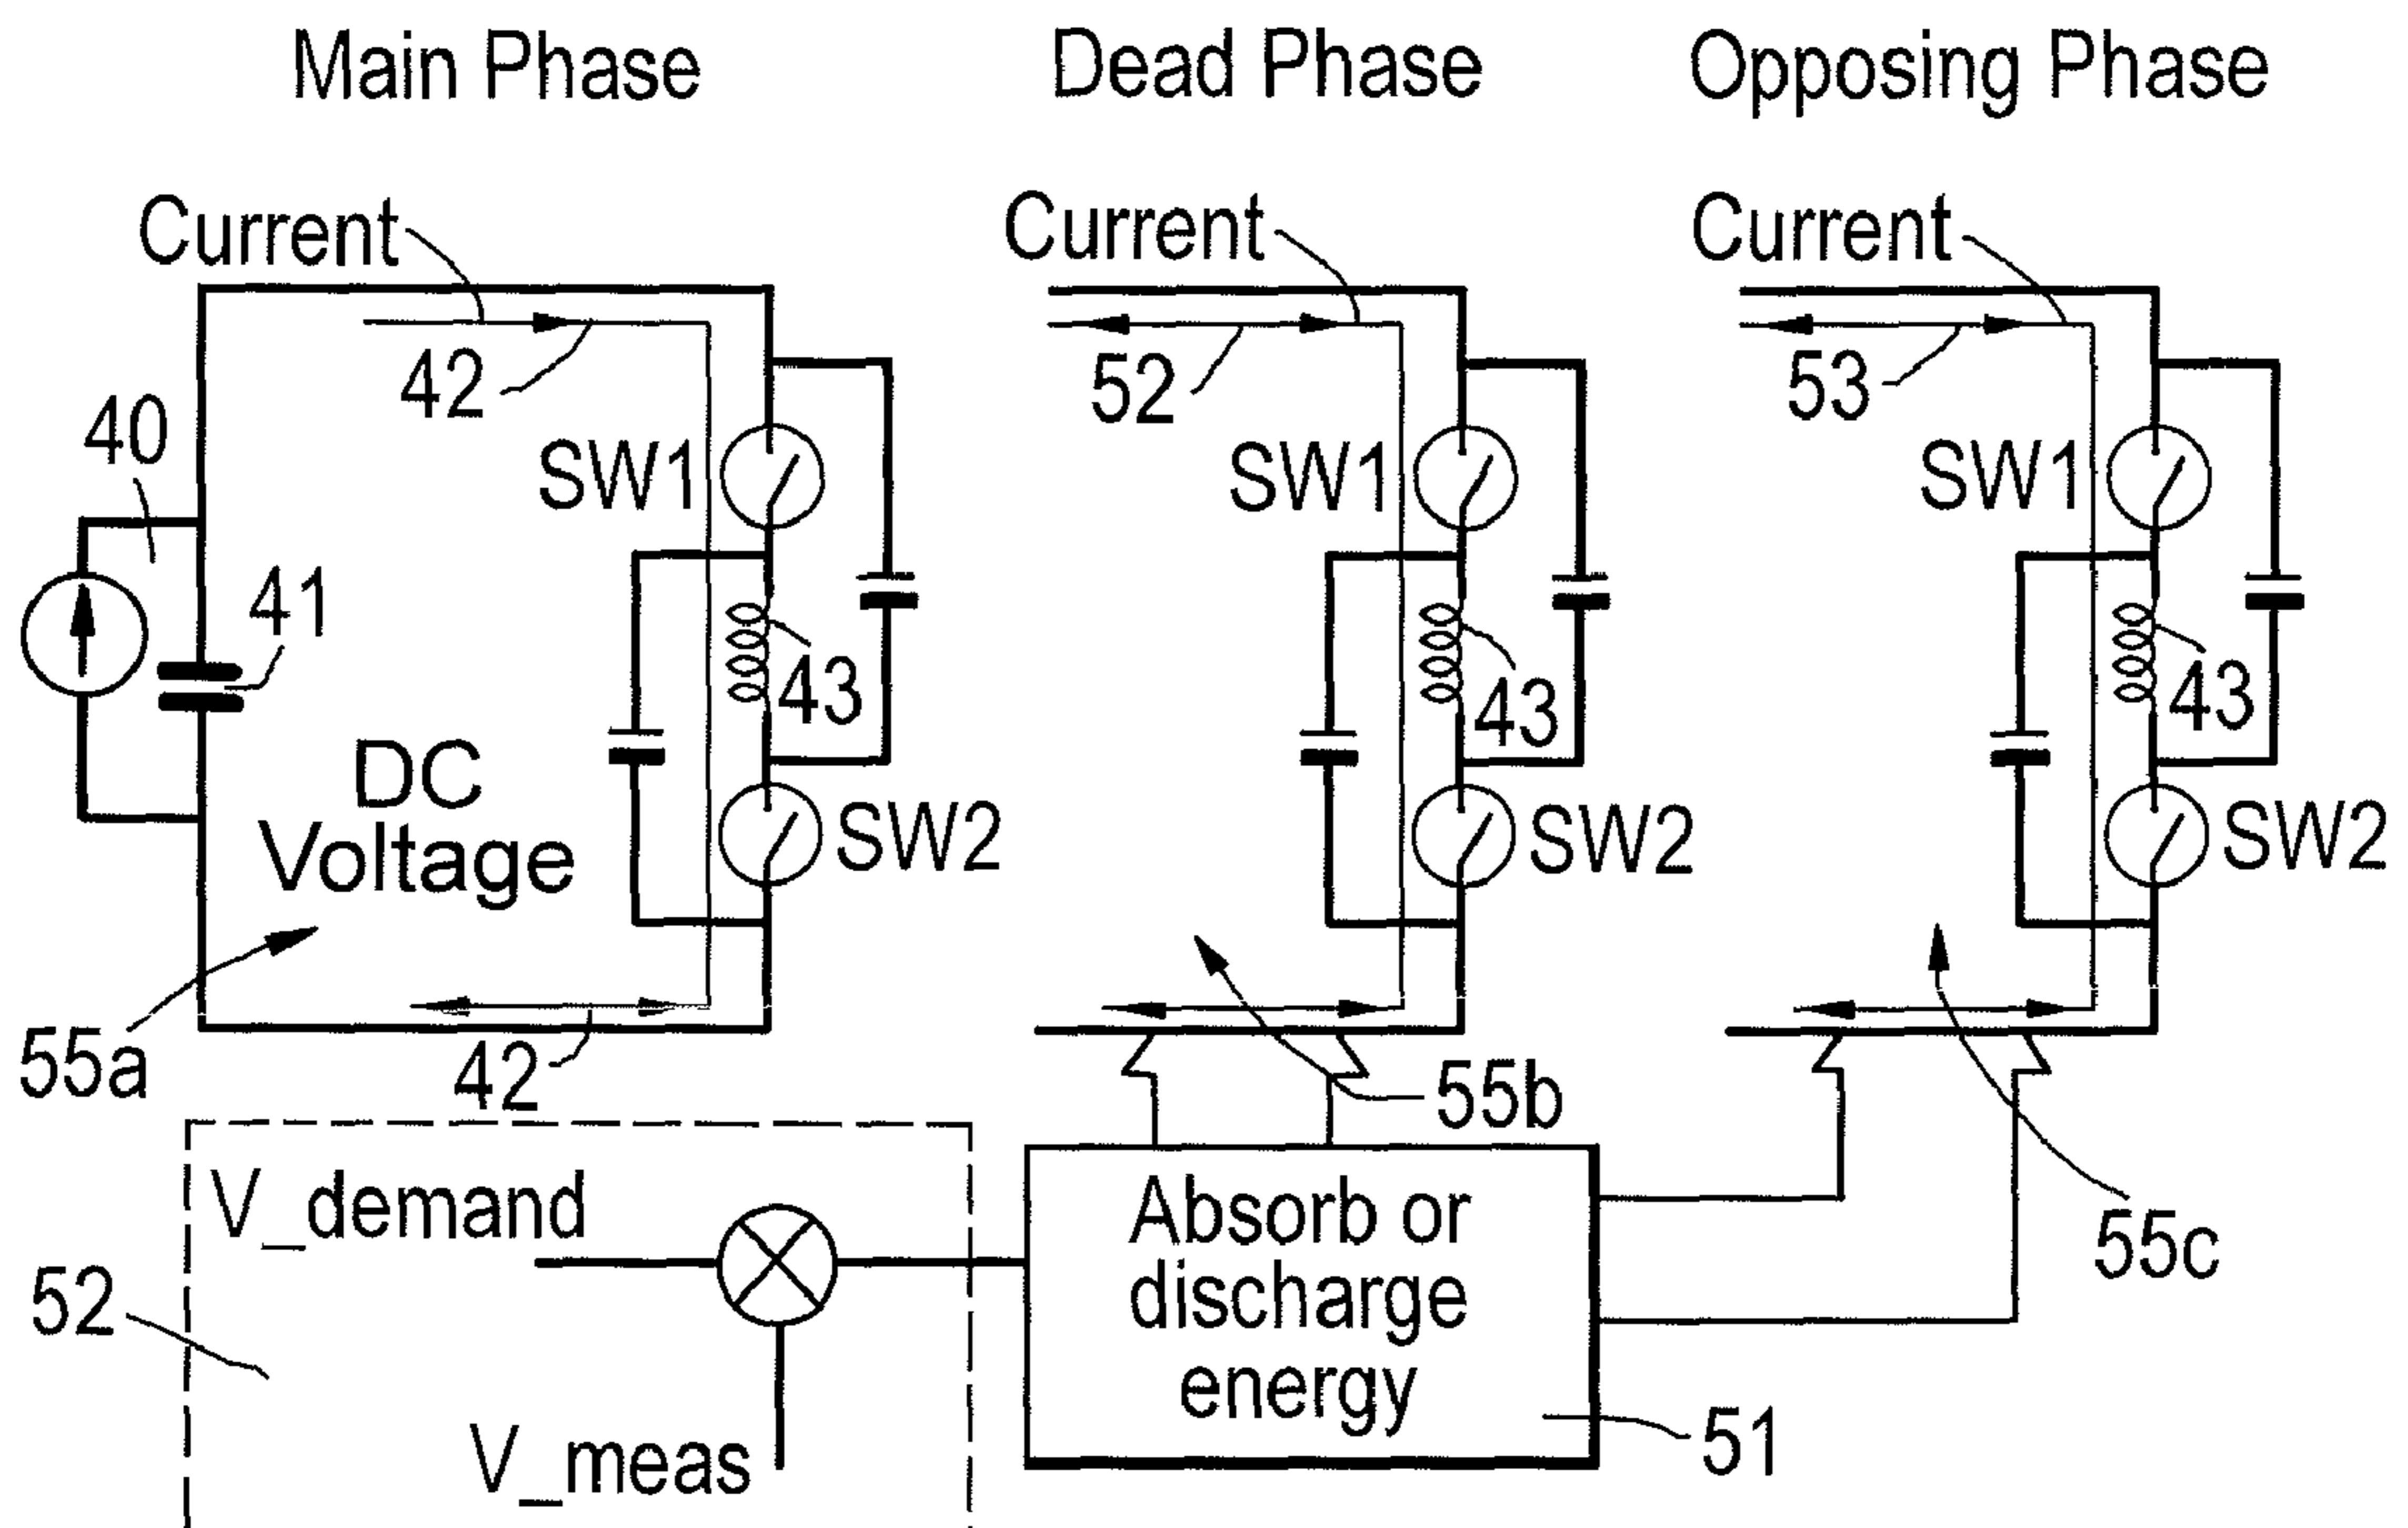 Main Phase
Dead Phase
Opposing Phase
Current
Current
Current
42
52
53
40
SW1
SW1
SW1
41
43
43
43
DC
Voltage
SW2
SW2
SW2
55a
42
55b
55c
V_demand
Absorb or
discharge
energy
52
V_meas
51